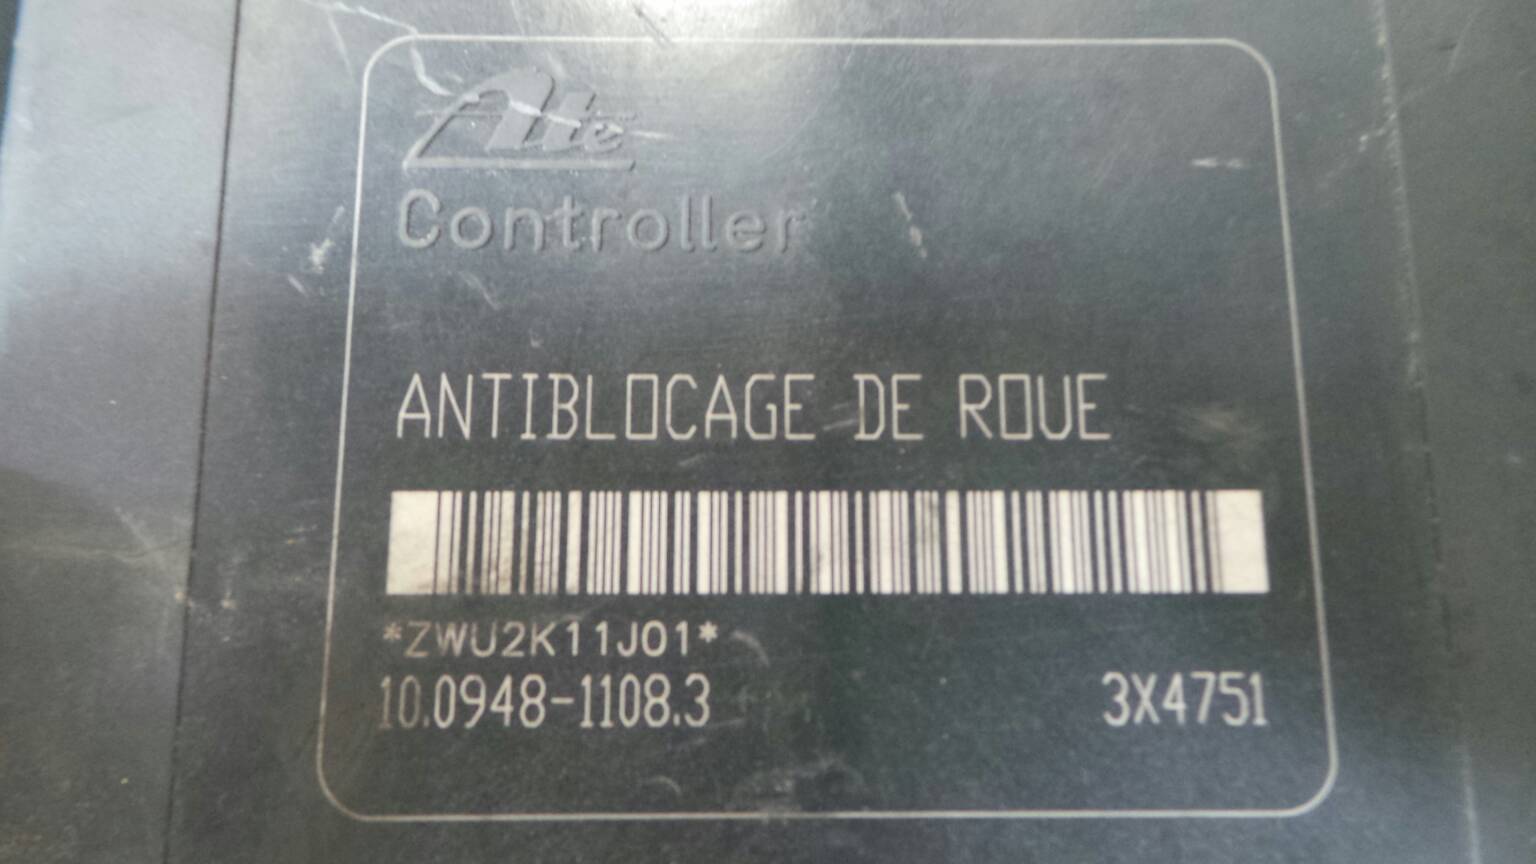 Ate
Controller
ANTIBLOCAGE DE ROUE
*ZWU2K11J01*
10.0948-1108.3
3X4751